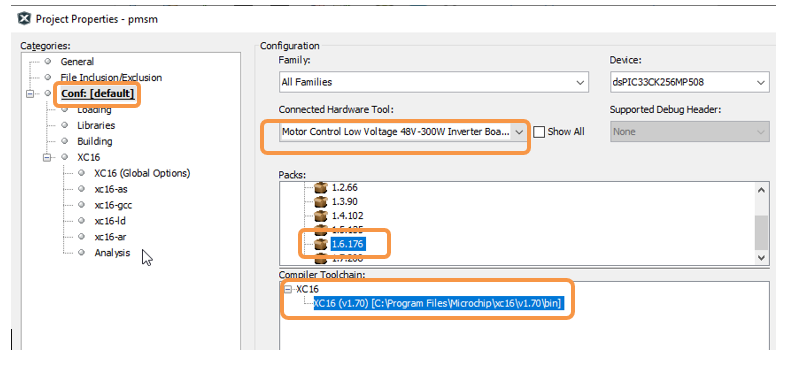 Project Properties - pmsm
Categories:
General
File Inclusion/Exclusion
Conf: [default]
Loading
Libraries
Building
XC16
XC16 (Global Options)
xc16-as
xc16-gcc
xc16-ld
xc16-ar
Analysis
Configuration
Family:
All Families
Device:
dsPIC33CK256MP508
Connected Hardware Tool:
Motor Control Low Voltage 48V-300W Inverter Boa...
Show All
Supported Debug Header:
None
Packs:
1.2.66
1.3.90
1.4.102
1.6.176
1.7.208
Compiler Toolchain:
XC16
XC16 (v1.70) [C:\Program Files\Microchip\xc16\v1.70\bin]